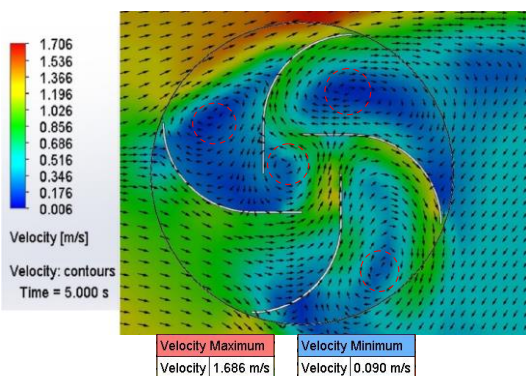 1.706
1.536
1.366
1.196
1.026
0.856
0.686
0.516
0.346
0.176
0.006
Velocity [m/s]
Velocity: contours
Time = 5.000 s
Velocity Maximum
Velocity 1.686 m/s
Velocity Minimum
Velocity 0.090 m/s